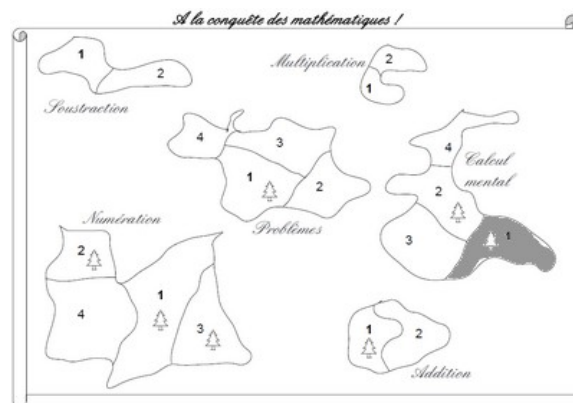 A la conquête des mathématiques !
1
2
Soustraction
Multiplication
2
1
4
3
1
2
Problèmes
4
Calcul
mental
2
3
1
Numération
2
4
1
3
1
2
Addition